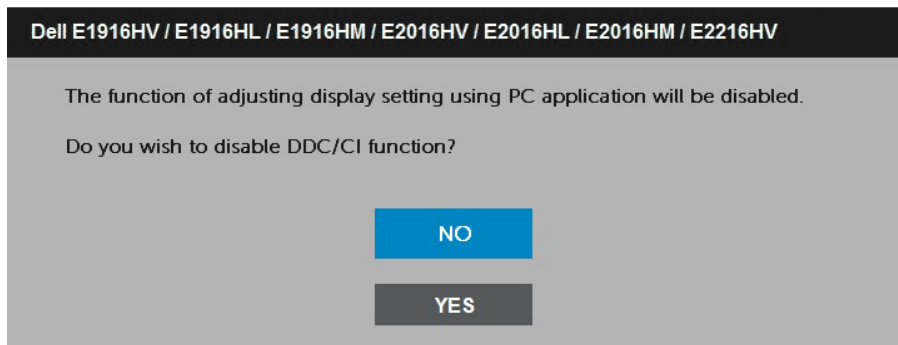 Dell E1916HV / E1916HL / E1916HM / E2016HV / E2016HL / E2016HM / E2216HV
The function of adjusting display setting using PC application will be disabled.
Do you wish to disable DDC/CI function?
NO
YES